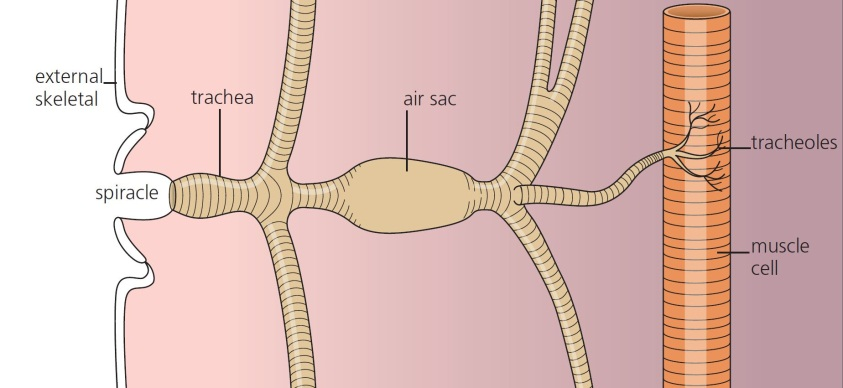 external
skeletal
trachea
air sac
spiracle
tracheoles
muscle
cell